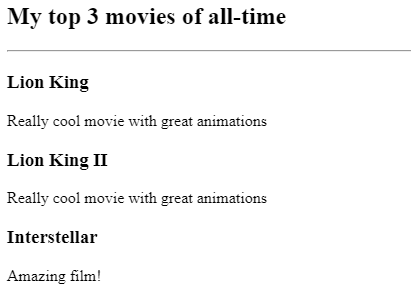 My top 3 movies of all-time
Lion King
Really cool movie with great animations
Lion King II
Really cool movie with great animations
Interstellar
Amazing film!